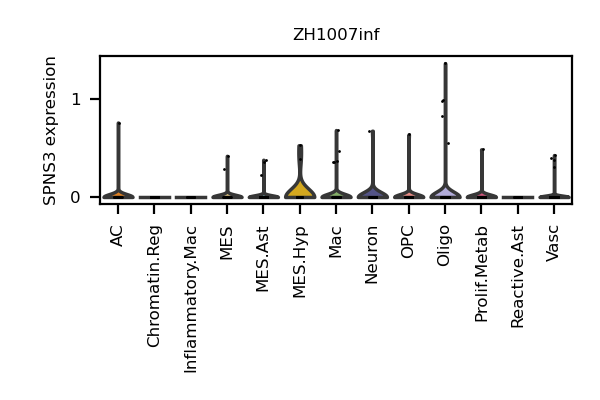 ZH1007inf
SPNS3 expression
1
0
AC
Chromatin.Reg
Inflammatory.Mac
MES
MES.Ast
MES.Hyp
Mac
Neuron
OPC
Oligo
Prolif.Metab
Reactive.Ast
Vasc